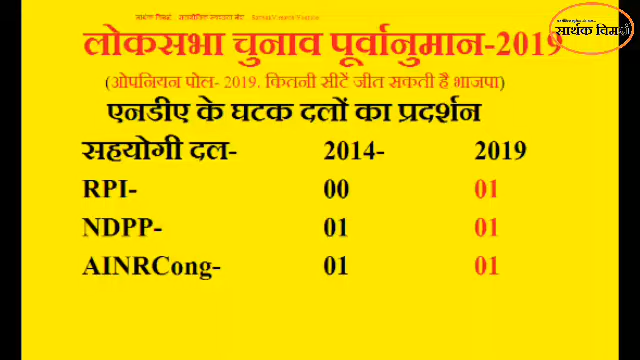 सार्थक विमर्श
लोकसभा चुनाव पूर्वानुमान-2019
(ओपनियन पोल- 2019. कितनी सीटें जीत सकती है भाजपा)
एनडीए के घटक दलों का प्रदर्शन
सहयोगी दल- 2014- 2019
RPI- 00 01
NDPP- 01 01
AINRCong- 01 01